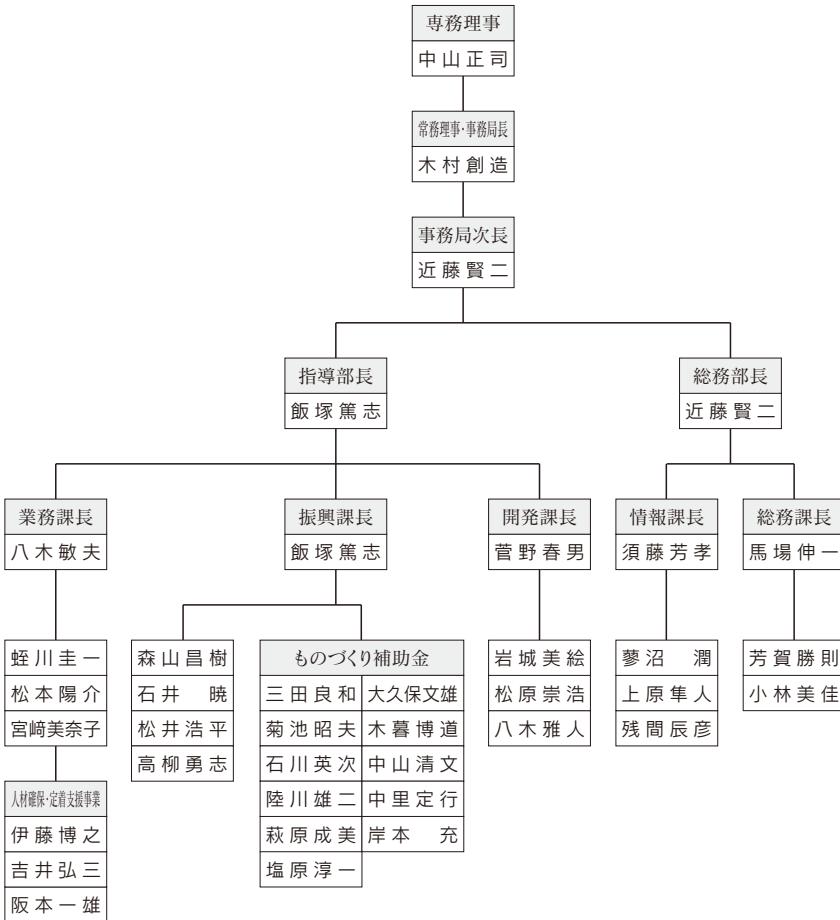 専務理事
中山正司
常務理事・事務局長
木村創造
事務局次長
近藤賢二
指導部長
飯塚篤志
総務部長
近藤賢二
業務課長
八木敏夫
振興課長
飯塚篤志
開発課長
菅野春男
情報課長
須藤芳孝
総務課長
馬場伸一
蛭川圭一
松本陽介
宮﨑美奈子
人材確保・定着支援事業
伊藤博之
吉井弘三
阪本一雄
森山昌樹
石井 暁
松井浩平
高柳勇志
ものづくり補助金
三田良和 大久保文雄
菊池昭夫 木暮博道
石川英次 中山清文
陸川雄二 中里定行
萩原成美 岸本 充
塩原淳一
岩城美絵
松原崇浩
八木雅人
蓼沼 潤
上原隼人
残間辰彦
芳賀勝則
小林美佳